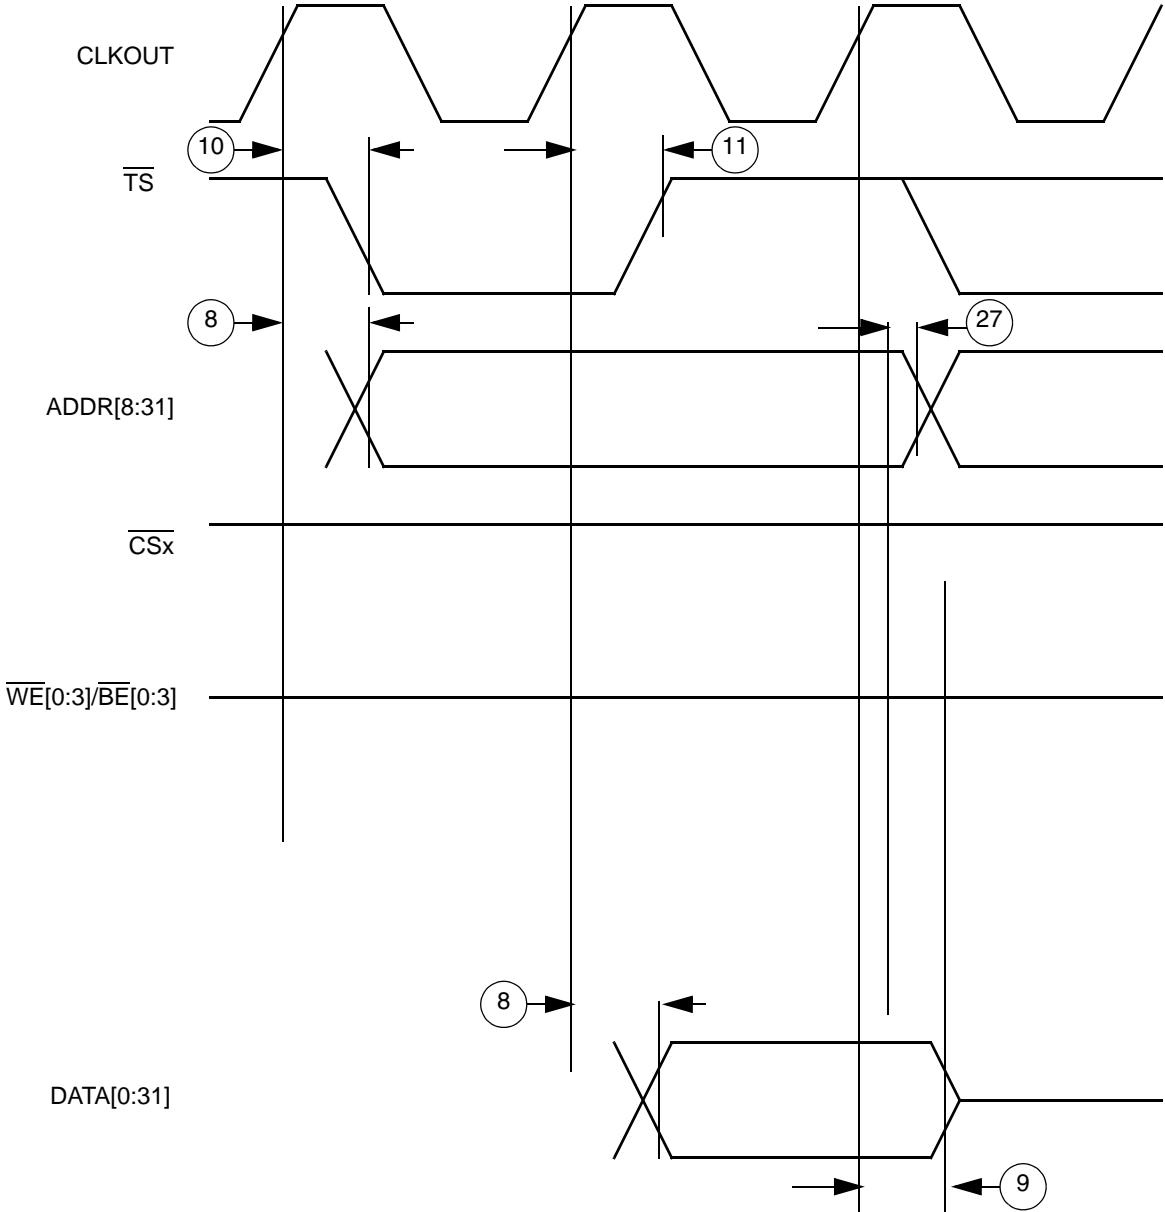 CLKOUT
10
11
TS
8
27
ADDR[8:31]
CSx
WE[0:3]/BE[0:3]
8
DATA[0:31]
9